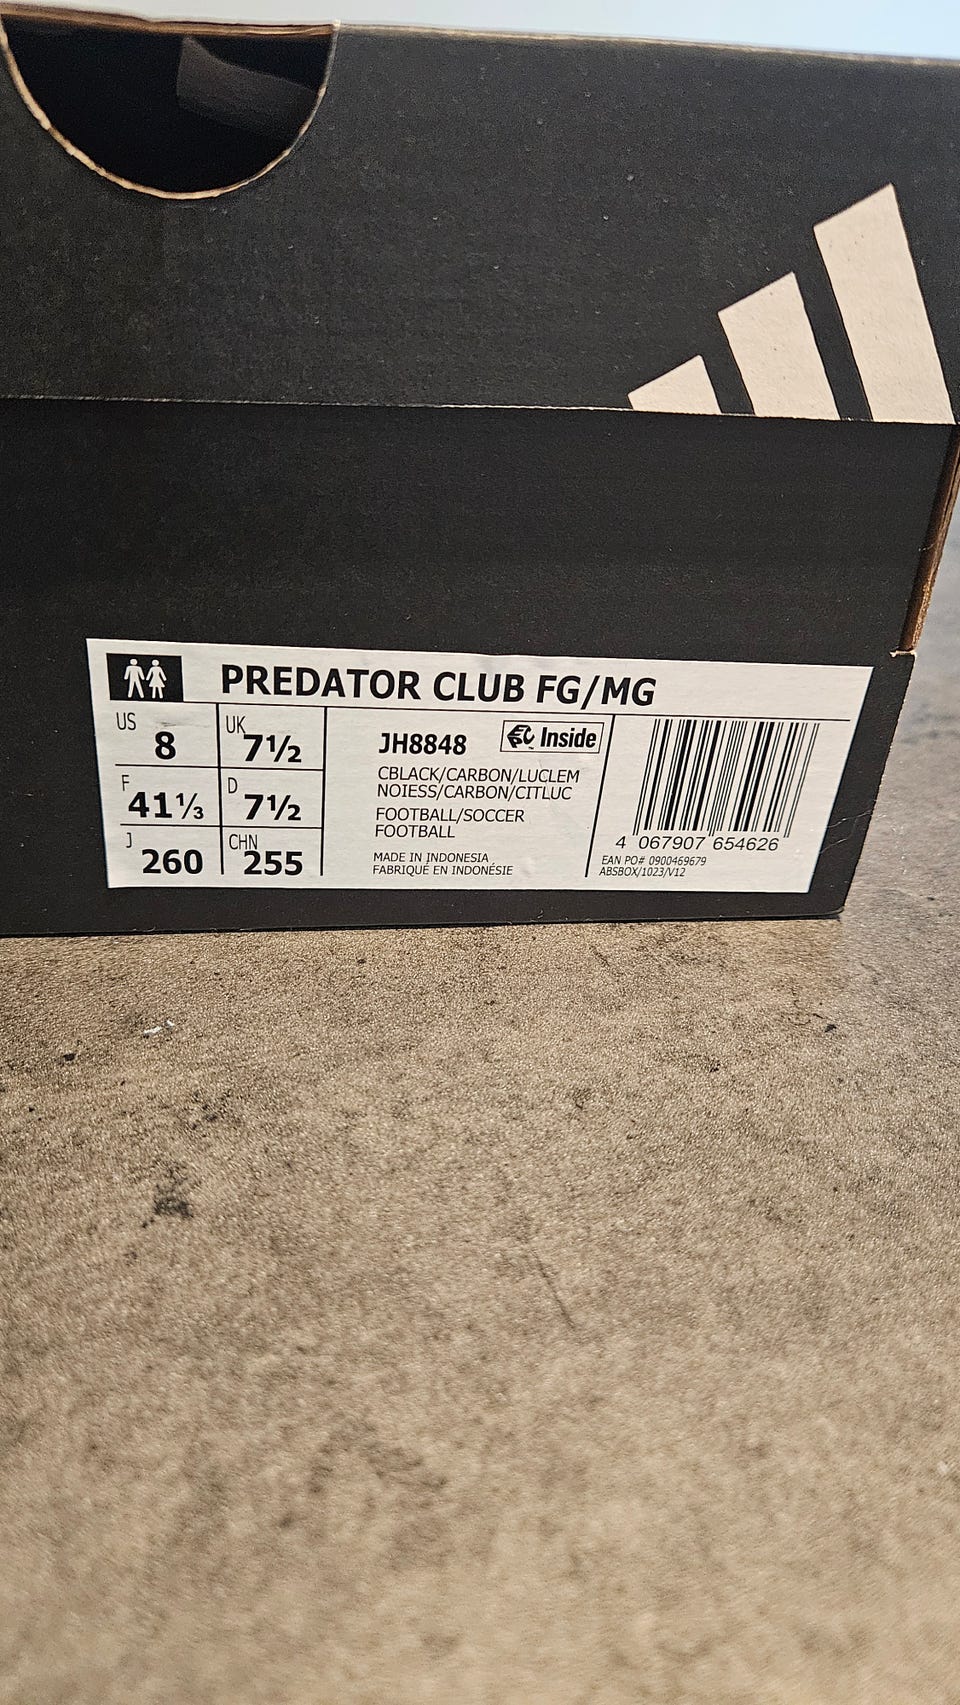 PREDATOR CLUB FG/MG
US 8
UK 7½
F 41⅓
D 7½
J 260
CHN 255
JH8848
Inside
CBLACK/CARBON/LUCLEM
NOIESS/CARBON/CITLUC
FOOTBALL/SOCCER
FOOTBALL
MADE IN INDONESIA
FABRIQUÉ EN INDONÉSIE
4 067907 654626
EAN PO# 0900469679
ABSBOX/1023/V12